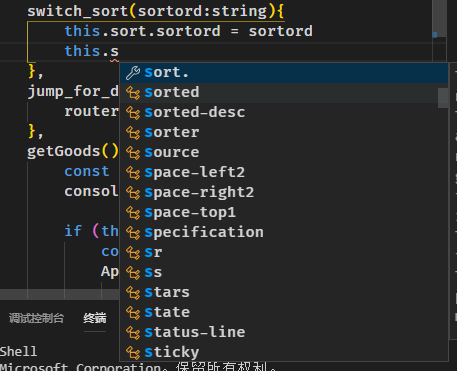 switch_sort(sortord:string){
this.sort.sortord = sortord
this.s
},
jump_for_d
router
},
getGoods()
const
consol
if (th
co
Ap
sort.
sorted
sorted-desc
sorter
source
space-left2
space-right2
space-top1
specification
sr
ss
stars
state
status-line
sticky
调试控制台 终端
Shell
Microsoft Corporation。保留所有权利。